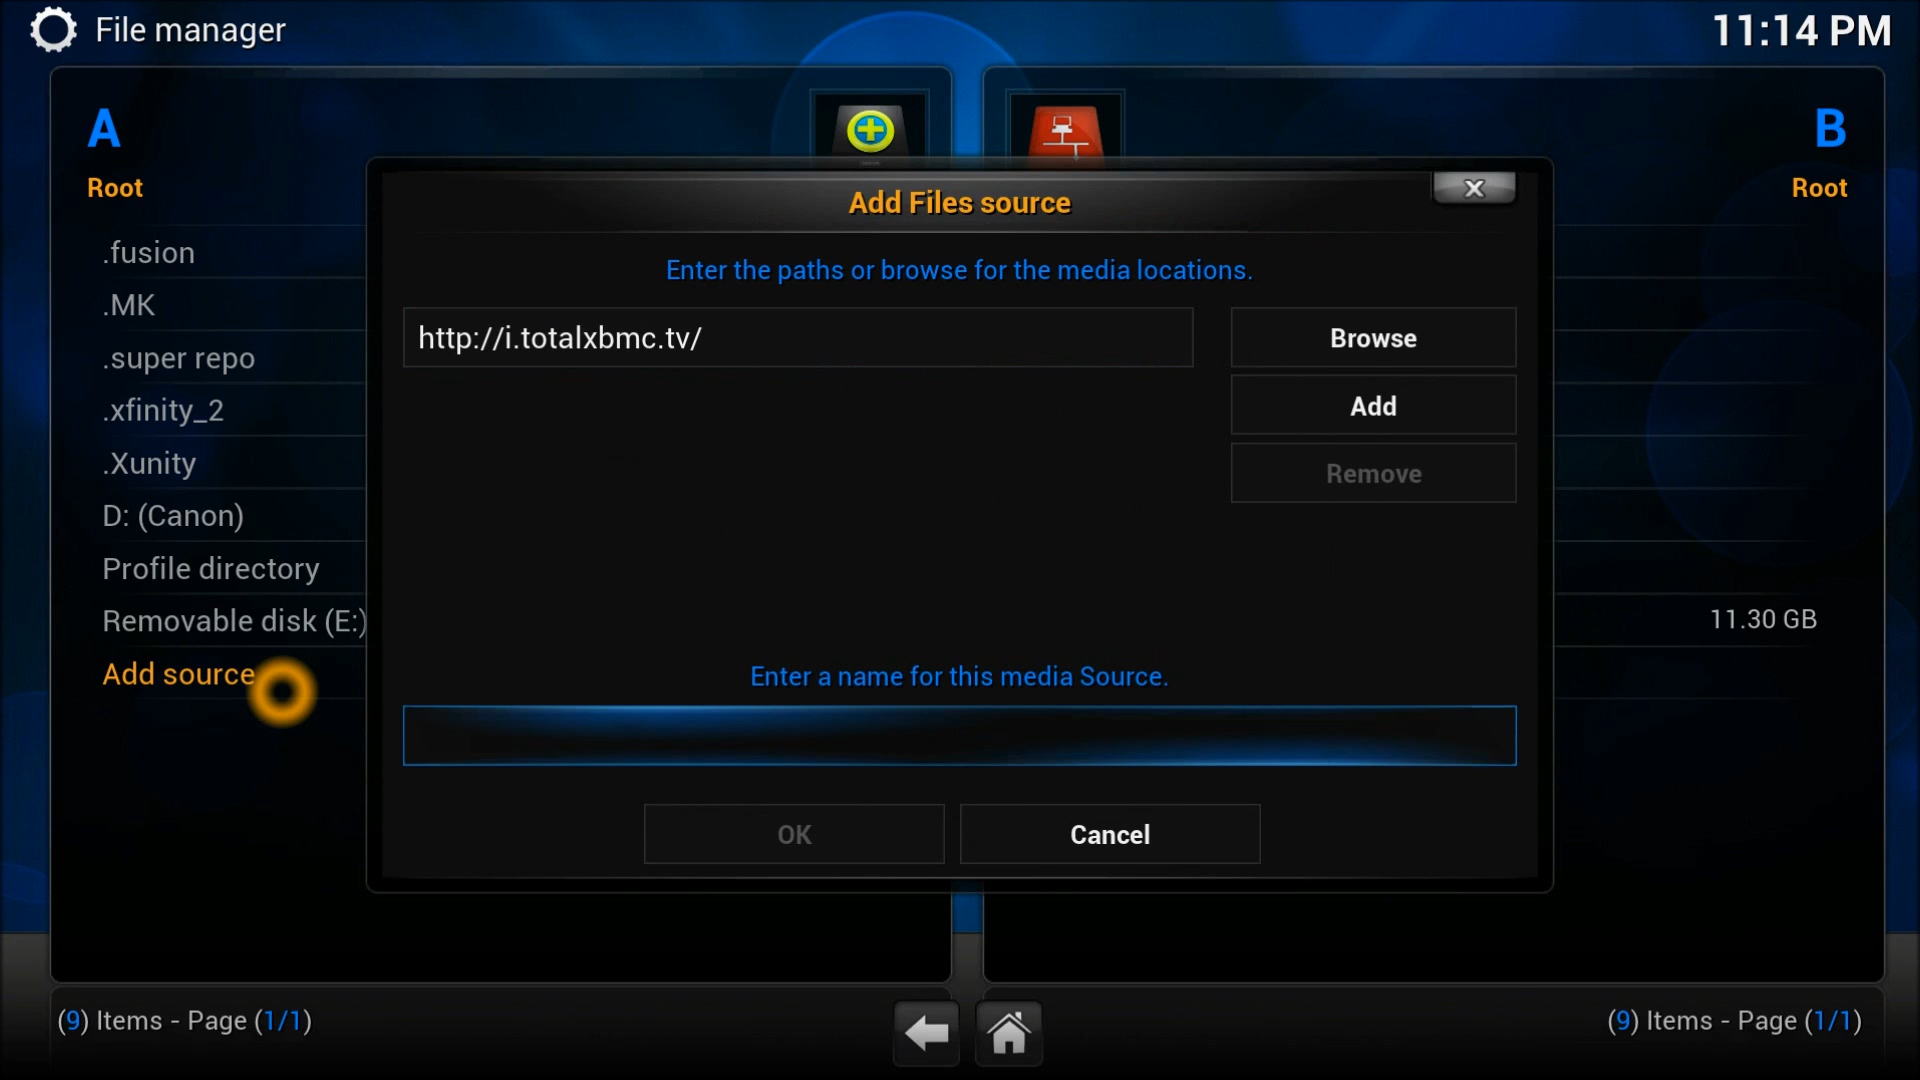 File manager
11:14 PM
A
B
Root
Root
.fusion
.MK
.super repo
.xfinity_2
.Xunity
D: (Canon)
Profile directory
Removable disk (E:)
11.30 GB
Add source
Add Files source
Enter the paths or browse for the media locations.
http://i.totalxbmc.tv/
Browse
Add
Remove
Enter a name for this media Source.
OK
Cancel
(9) Items - Page (1/1)
(9) Items - Page (1/1)